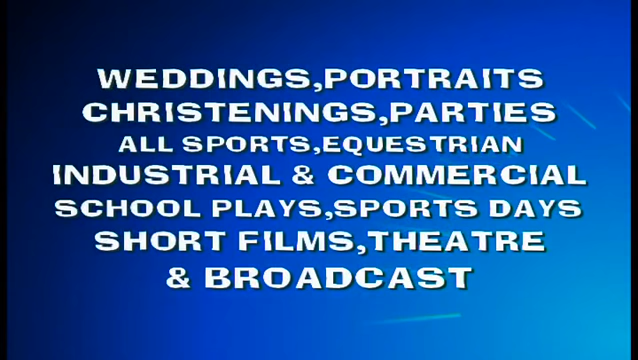 WEDDINGS,PORTRAITS
CHRISTENINGS,PARTIES
ALL SPORTS,EQUESTRIAN
INDUSTRIAL & COMMERCIAL
SCHOOL PLAYS,SPORTS DAYS
SHORT FILMS,THEATRE
& BROADCAST